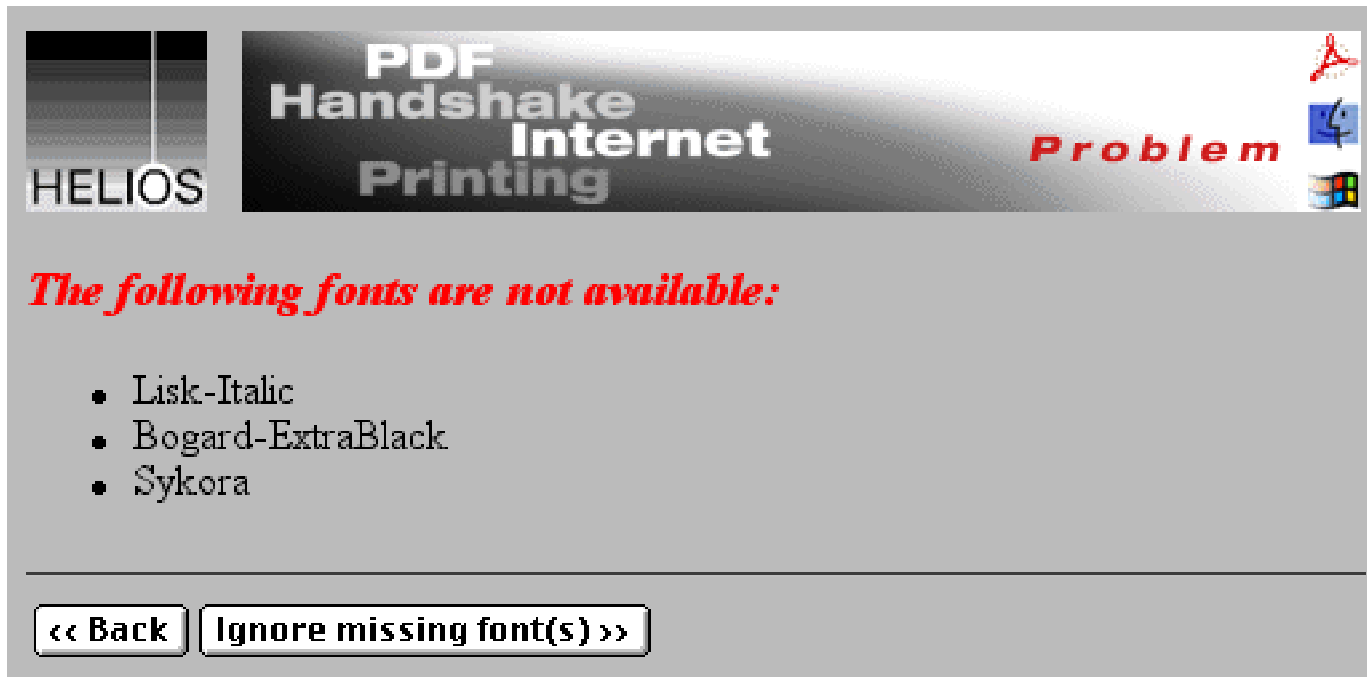 HELIOS
PDF
Handshake
Internet
Printing
Problem
The following fonts are not available:
• Lisk-Italic
• Bogard-ExtraBlack
• Sykora
<< Back
Ignore missing font(s) >>